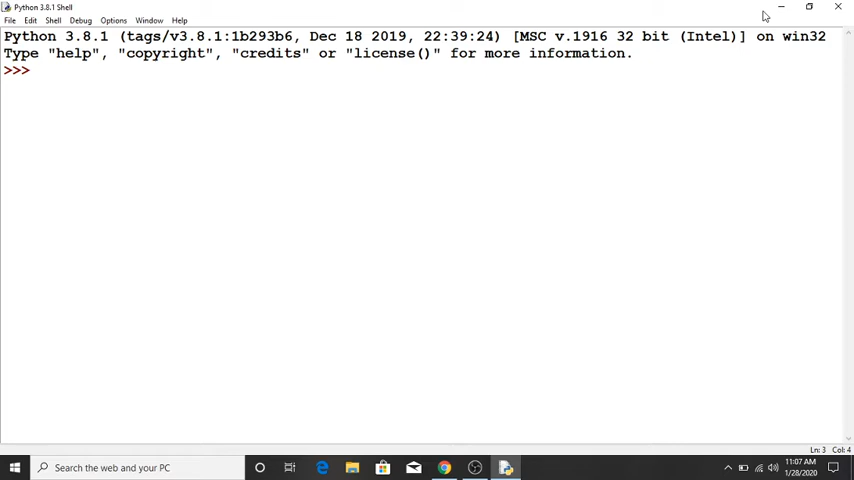 Python 3.8.1 Shell
File Edit Shell Debug Options Window Help
Python 3.8.1 (tags/v3.8.1:1b293b6, Dec 18 2019, 22:39:24) [MSC v.1916 32 bit (Intel)] on win32
Type "help", "copyright", "credits" or "license()" for more information.
>>>
Ln: 3 Col: 4
Search the web and your PC
11:07 AM
1/28/2020